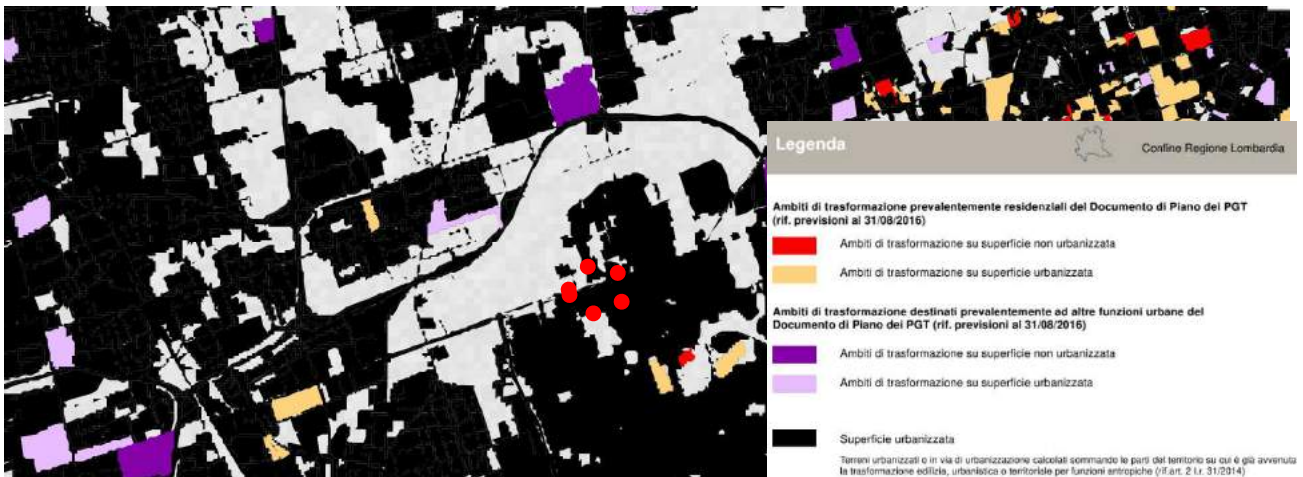 Legenda
Confine Regione Lombardia
Ambiti di trasformazione prevalentemente residenziali del Documento di Piano dei PGT
(rif. previsioni al 31/08/2016)
Ambiti di trasformazione su superficie non urbanizzata
Ambiti di trasformazione su superficie urbanizzata
Ambiti di trasformazione destinati prevalentemente ad altre funzioni urbane del
Documento di Piano dei PGT (rif. previsioni al 31/08/2016)
Ambiti di trasformazione su superficie non urbanizzata
Ambiti di trasformazione su superficie urbanizzata
Superficie urbanizzata
Terreni urbanizzati o in via di urbanizzazione calcolati sommando le parti del territorio su cui è già avvenuta
la trasformazione edilizia, urbanistica o territoriale per funzioni antropiche (rif.art. 2 l.r. 31/2014)